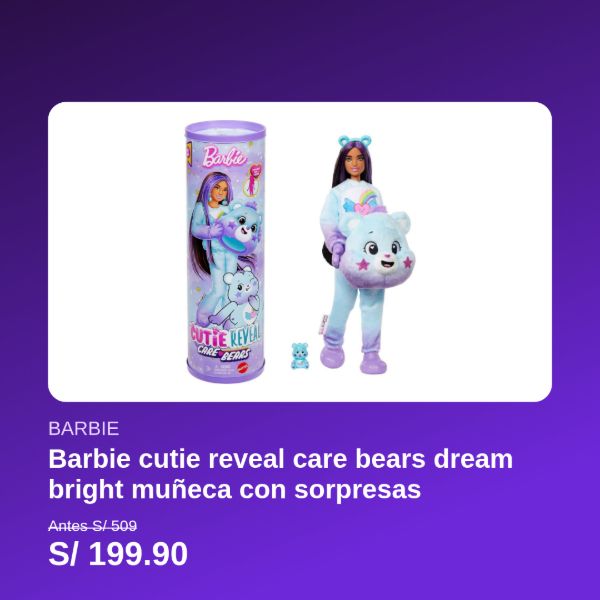 Barbie
CUTiE REVEAL
CARE BEARS
BARBIE
Barbie cutie reveal care bears dream
bright muñeca con sorpresas
Antes S/ 509
S/ 199.90